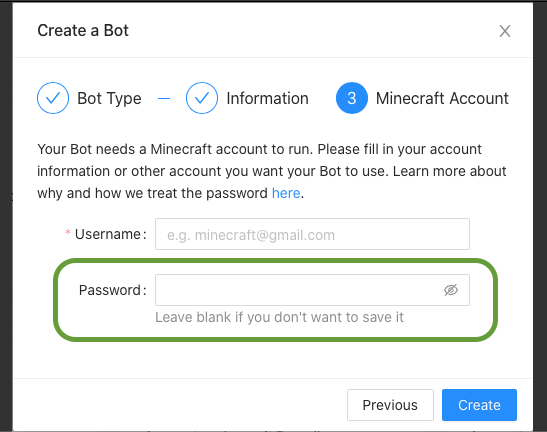 Create a Bot
Bot Type
Information
3 Minecraft Account
Your Bot needs a Minecraft account to run. Please fill in your account
information or other account you want your Bot to use. Learn more about
why and how we treat the password here.
* Username: e.g. minecraft@gmail.com
Password:
Leave blank if you don't want to save it
Previous Create